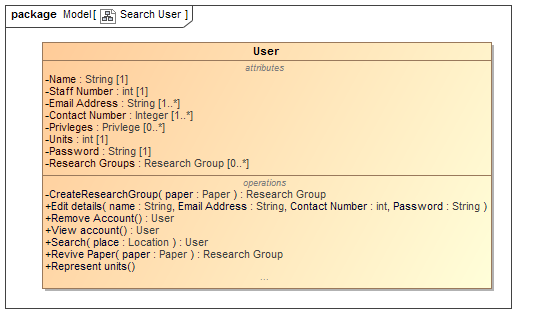 package Model[ Search User ]
User
attributes
-Name : String [1]
-Staff Number : int [1]
-Email Address : String [1..*]
-Contact Number : Integer [1..*]
-Privleges : Privlege [0..*]
-Units : int [1]
-Password : String [1]
-Research Groups : Research Group [0..*]
operations
-CreateResearchGroup( paper : Paper ) : Research Group
+Edit details( name : String, Email Address : String, Contact Number : int, Password : String )
+Remove Account() : User
+View account() : User
+Search( place : Location ) : User
+Revive Paper( paper : Paper ) : Research Group
+Represent units()
...